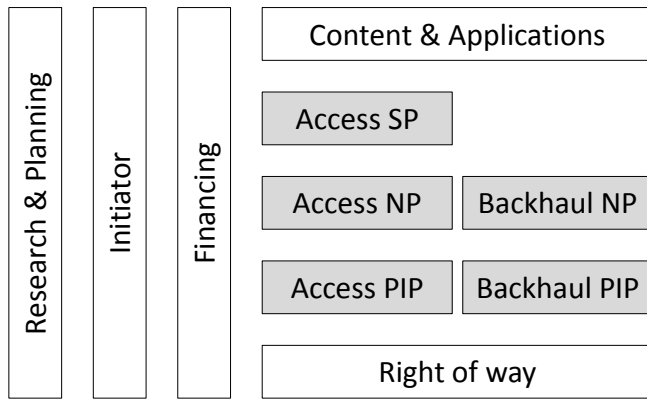 Research & Planning
Initiator
Financing
Content & Applications
Access SP
Access NP
Backhaul NP
Access PIP
Backhaul PIP
Right of way